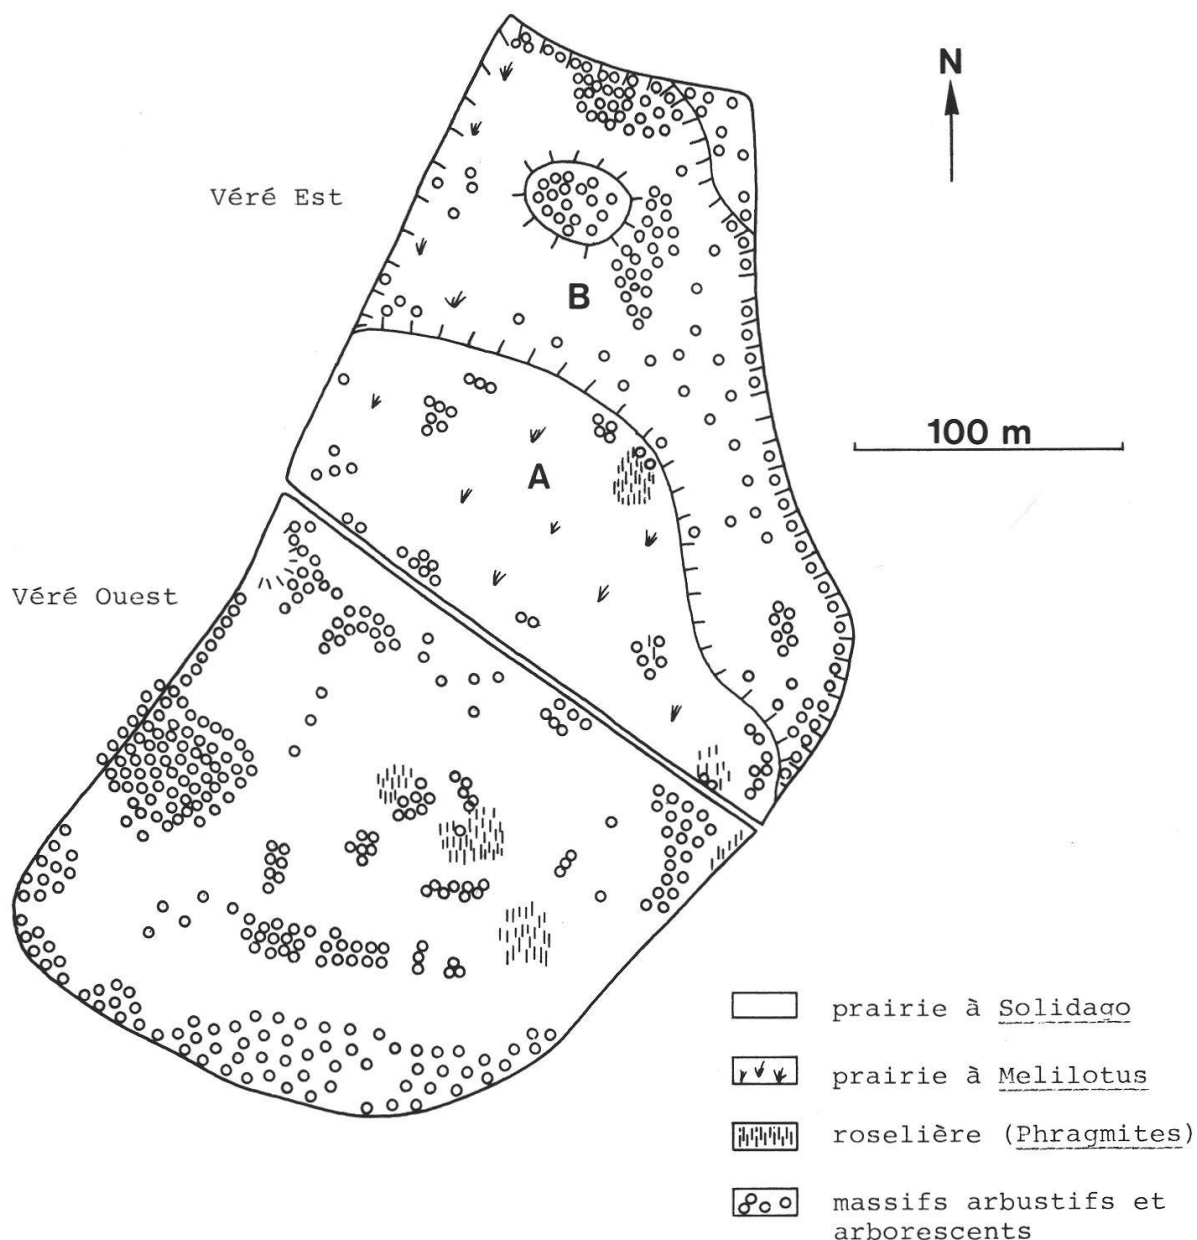 N
Véré Est
B
100 m
A
Véré Ouest
prairie à Solidago
prairie à Melilotus
roselière (Phragmites)
massifs arbustifs et
arborescents